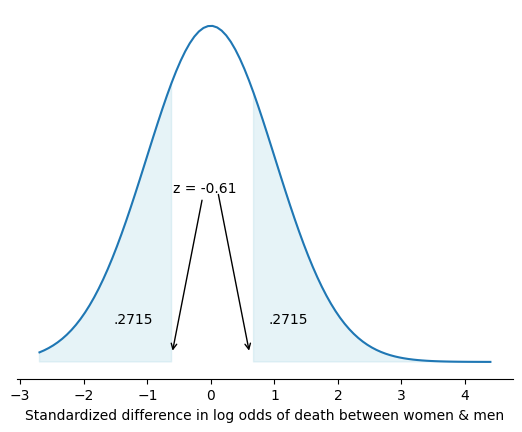 z = -0.61
.2715 .2715
−3 −2 −1 0 1 2 3 4
Standardized difference in log odds of death between women & men